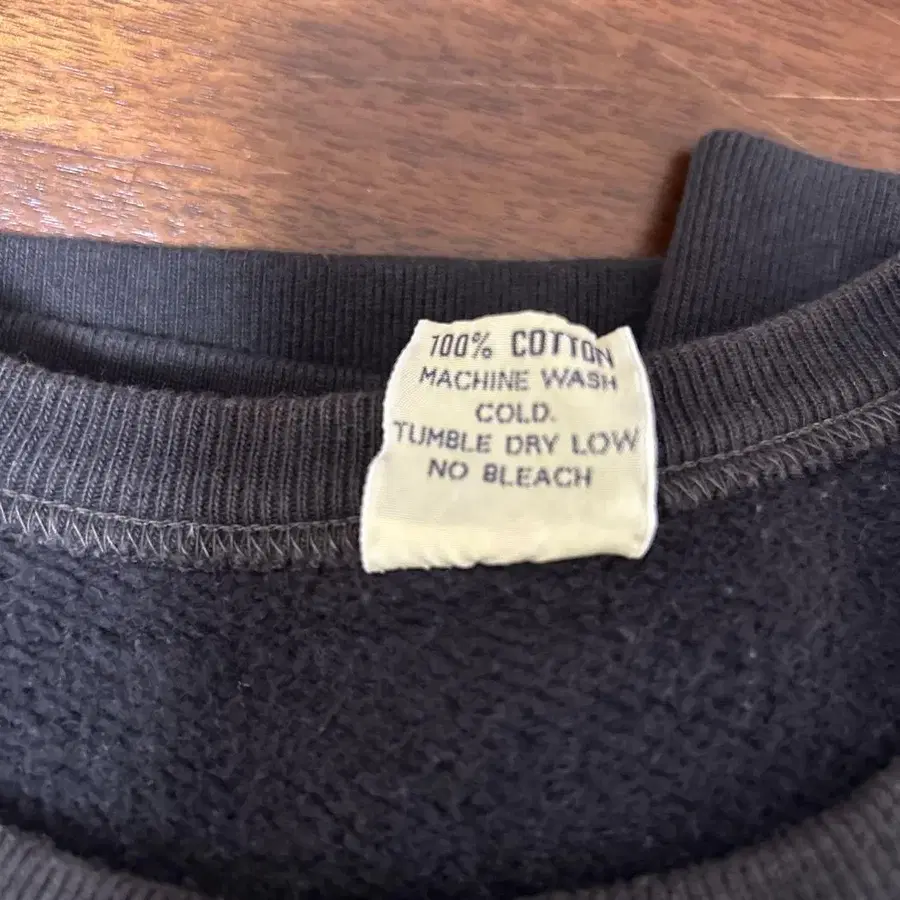 100% COTTON
MACHINE WASH
COLD.
TUMBLE DRY LOW
NO BLEACH